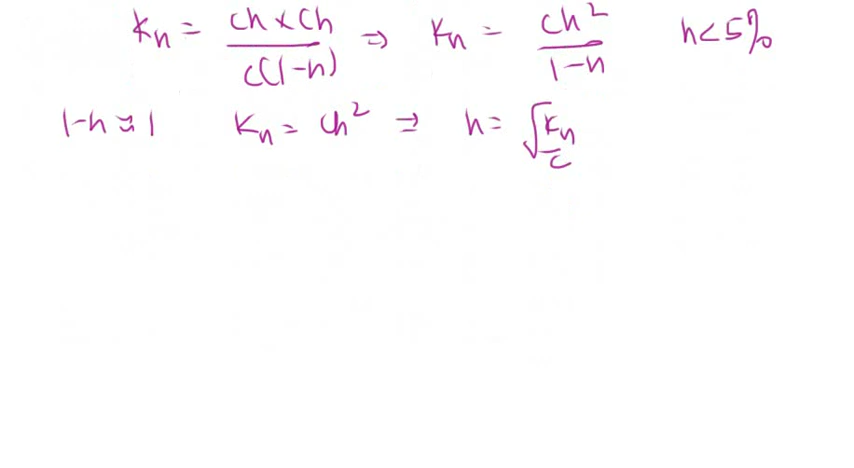 Kₕ = ch × ch / c(1-h) ⇒ Kₕ = ch² / 1-h h<5%
1-h ≈ 1 Kₕ = ch² ⇒ h = √Kₕ/c